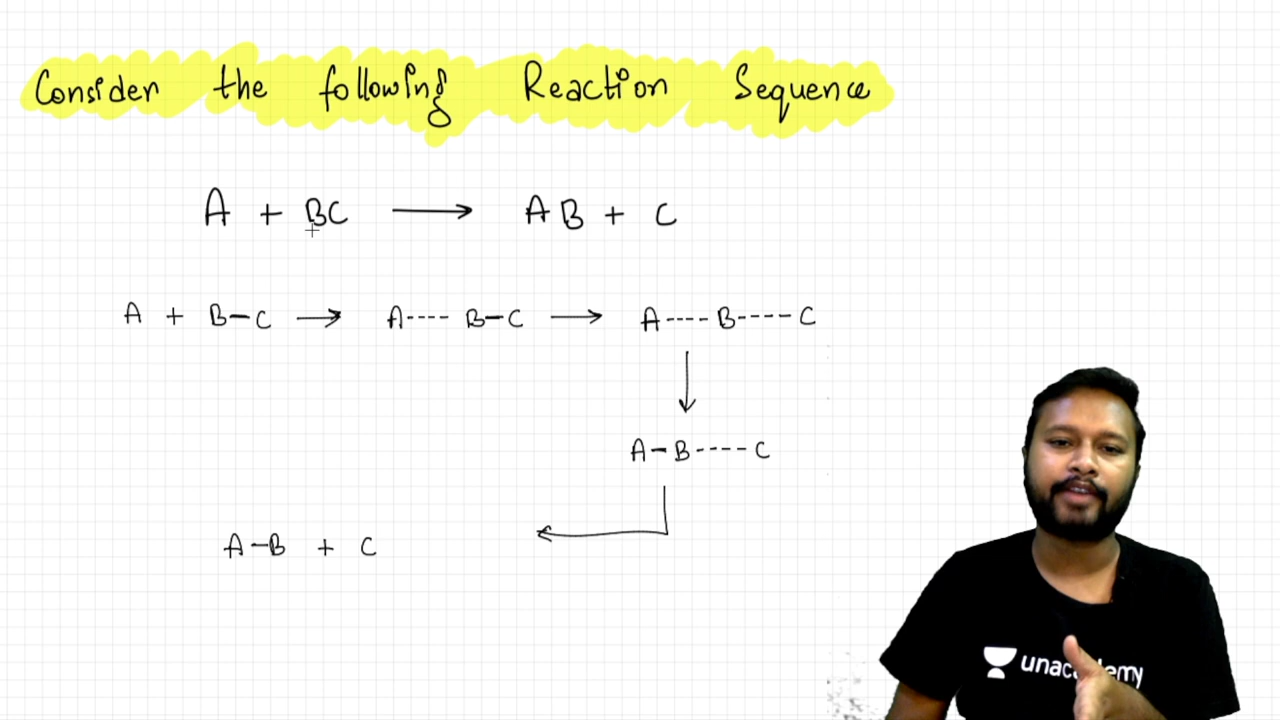 Consider the following Reaction Sequence
A + BC ⟶ AB + C
A + B-C ⟶ A---- B-C ⟶ A----B----C
A-B----C
A-B + C
unacademy